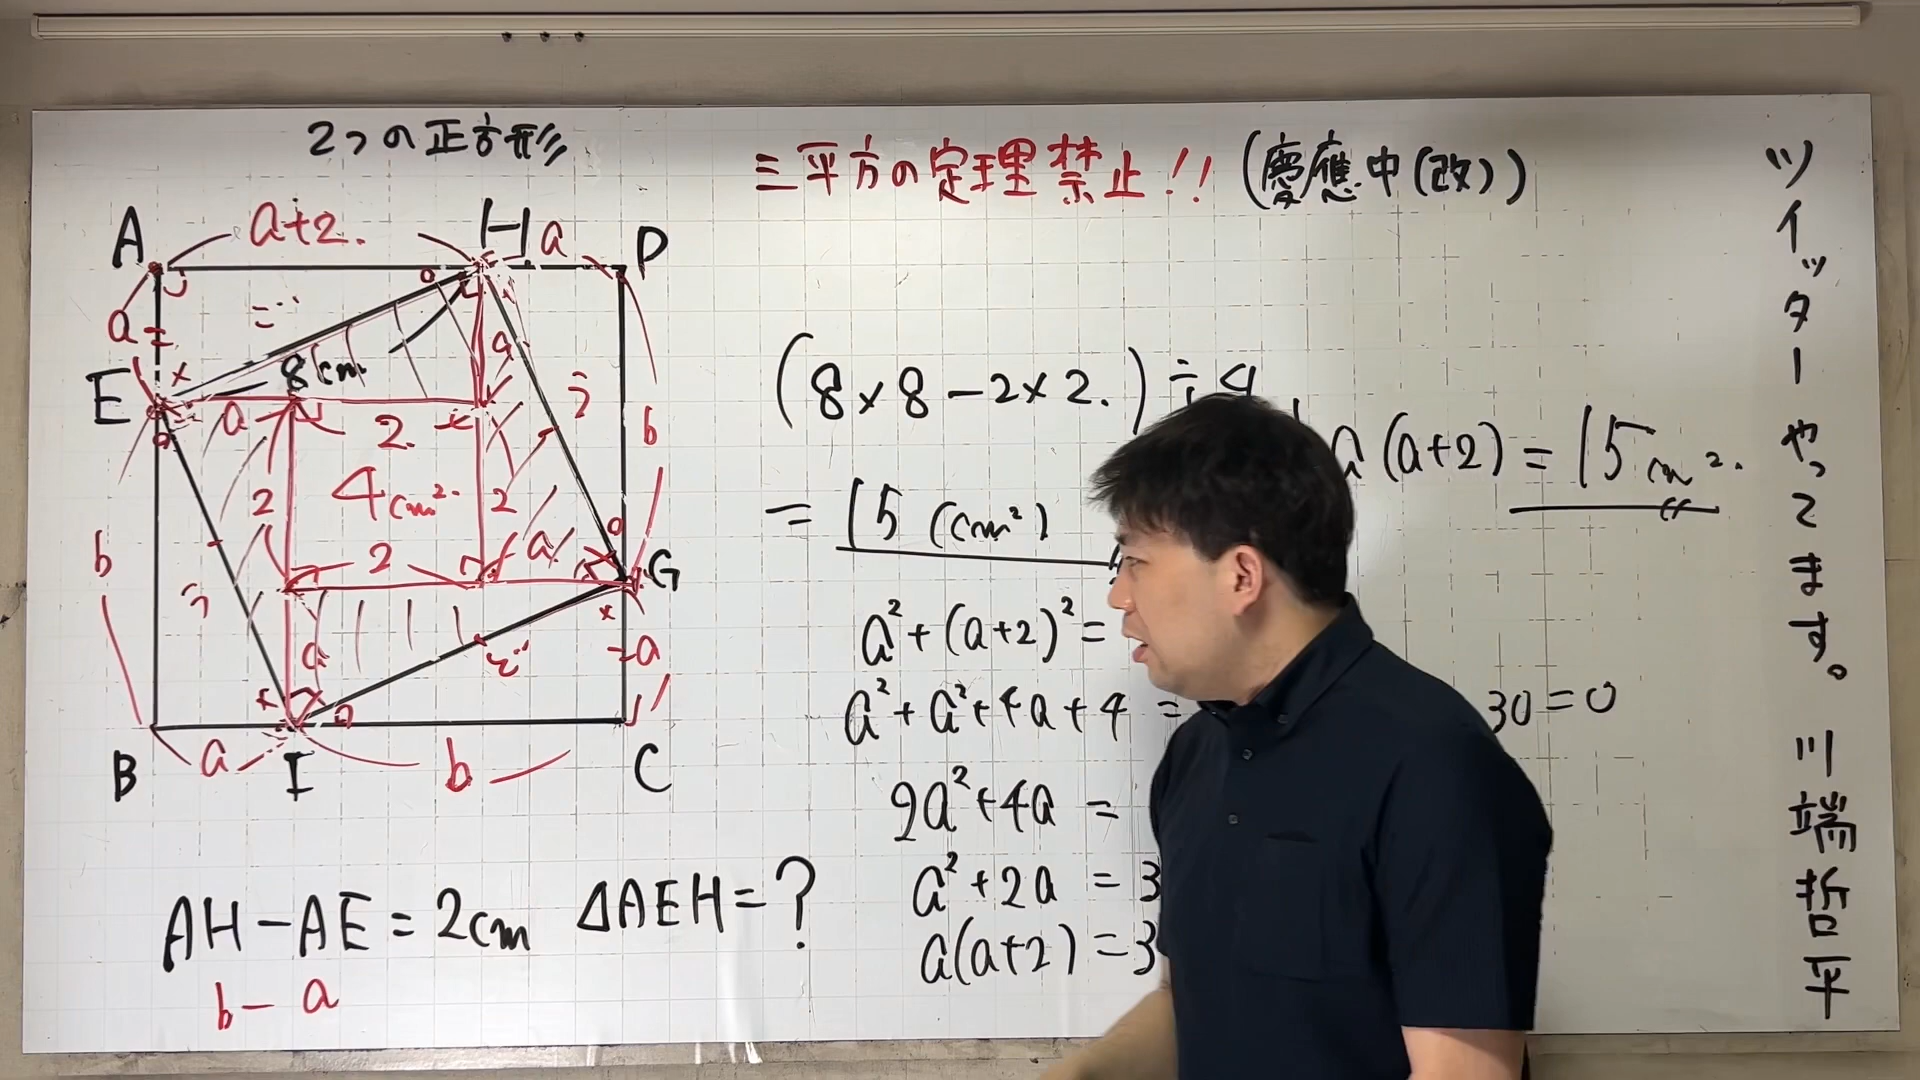 2つの正方形
三平方の定理禁止!! (慶應中(改))
A
a+2.
H
a
D
a
8cm
a
E
a
2.
b
2
4cm².
2
b
2
a
G
a
a
B
a
I
b
C
AH-AE=2cm △AEH=?
b-a
(8×8-2×2.)÷4
=15(cm²)
a(a+2)=15cm².
a²+(a+2)²=
a²+a²+4a+4=
30=0
2a²+4a=
a²+2a=3
a(a+2)=3
ツイッターやってます。川端哲平